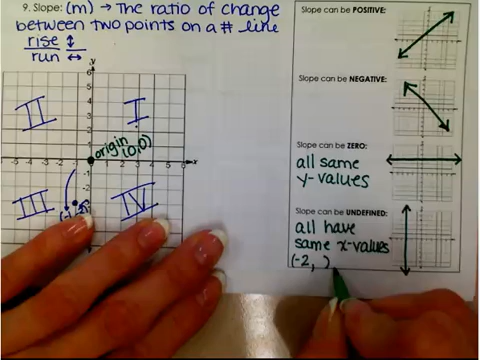 9. Slope: (m) → The ratio of change
between two points on a # line
rise ↕
run ↔
Slope can be POSITIVE:
Slope can be NEGATIVE:
Slope can be ZERO:
all same
y-values
Slope can be UNDEFINED:
all have
same x-values
(-2, )
y
II
I
origin
(0,0)
x
III
IV